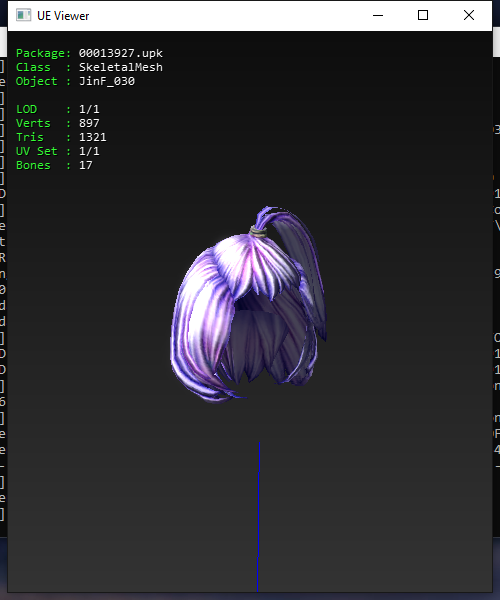 UE Viewer
Package: 00013927.upk
Class : SkeletalMesh
Object : JinF_030
LOD : 1/1
Verts : 897
Tris : 1321
UV Set : 1/1
Bones : 17